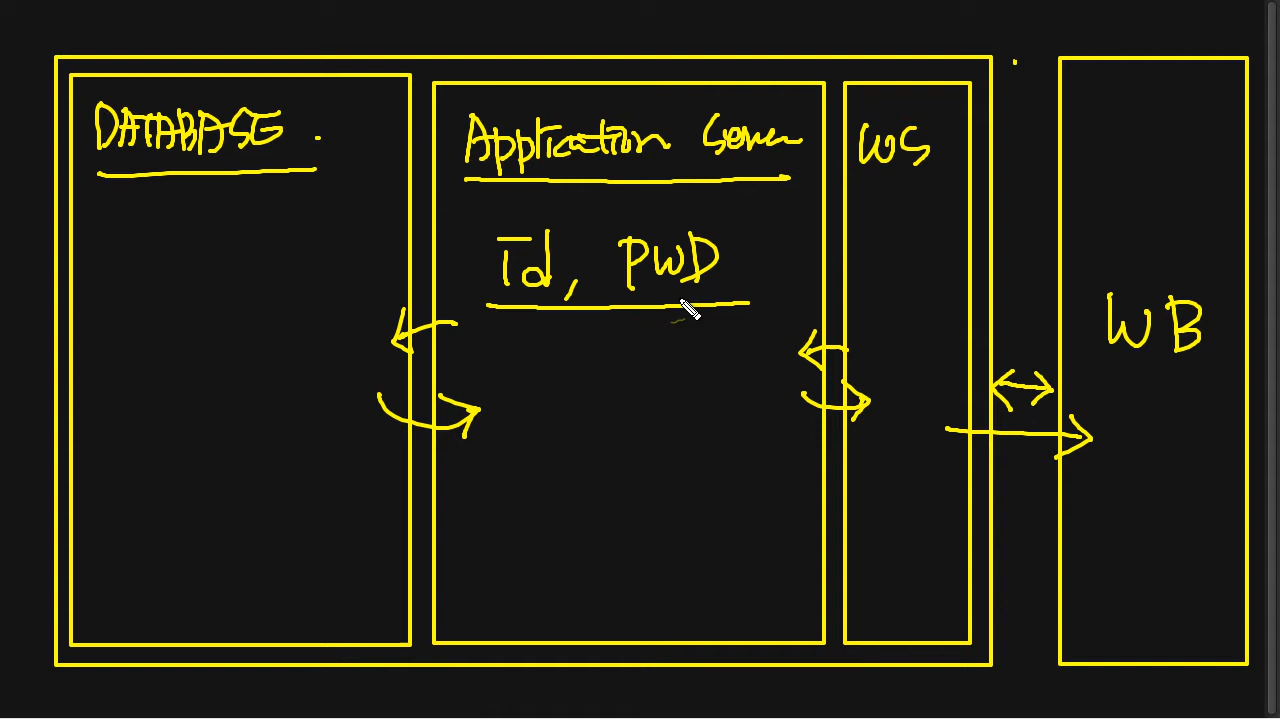 DATABASE.
Application Server
WS
Id, PWD
WB